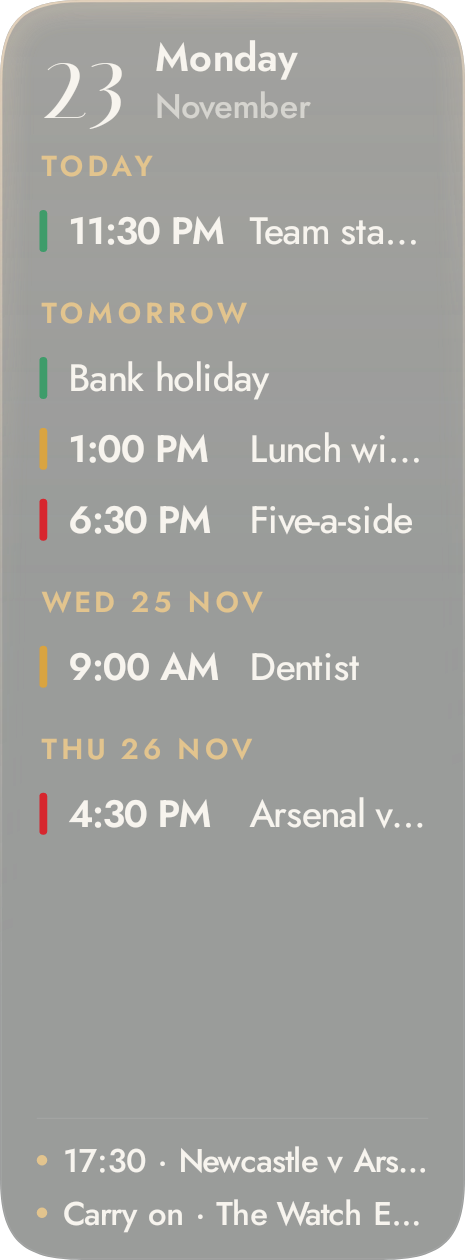 23 Monday
November
TODAY
11:30 PM Team sta...
TOMORROW
Bank holiday
1:00 PM Lunch wi...
6:30 PM Five-a-side
WED 25 NOV
9:00 AM Dentist
THU 26 NOV
4:30 PM Arsenal v...
17:30 · Newcastle v Ars...
Carry on · The Watch E...